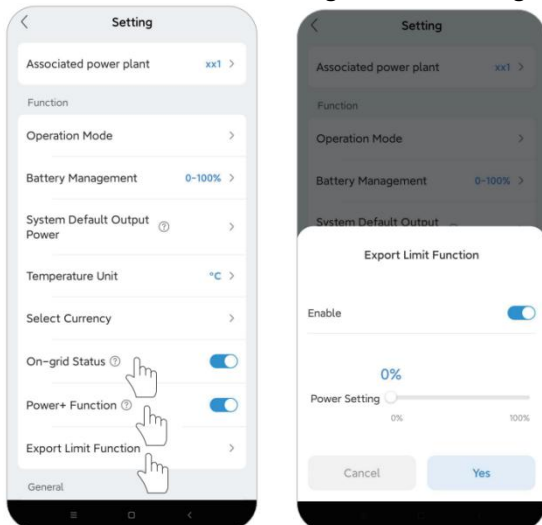 Setting
Associated power plant xx1 >
Function
Operation Mode >
Battery Management 0-100% >
System Default Output
Power ? >
Temperature Unit °C >
Select Currency >
On-grid Status ?
Power+ Function ?
Export Limit Function >
General
Setting
Associated power plant xx1 >
Function
Operation Mode >
Battery Management 0-100% >
System Default Output
Export Limit Function
Enable
0%
Power Setting
0% 100%
Cancel Yes